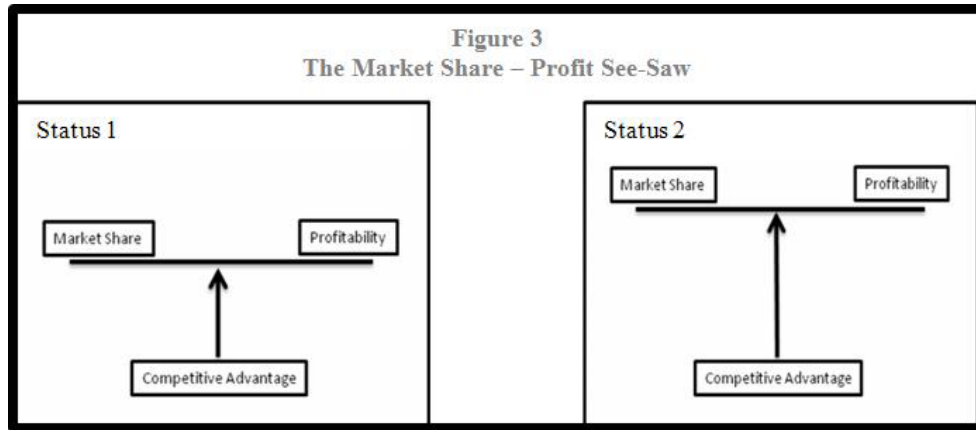 Figure 3
The Market Share – Profit See-Saw
Status 1
Market Share
Profitability
Competitive Advantage
Status 2
Market Share
Profitability
Competitive Advantage